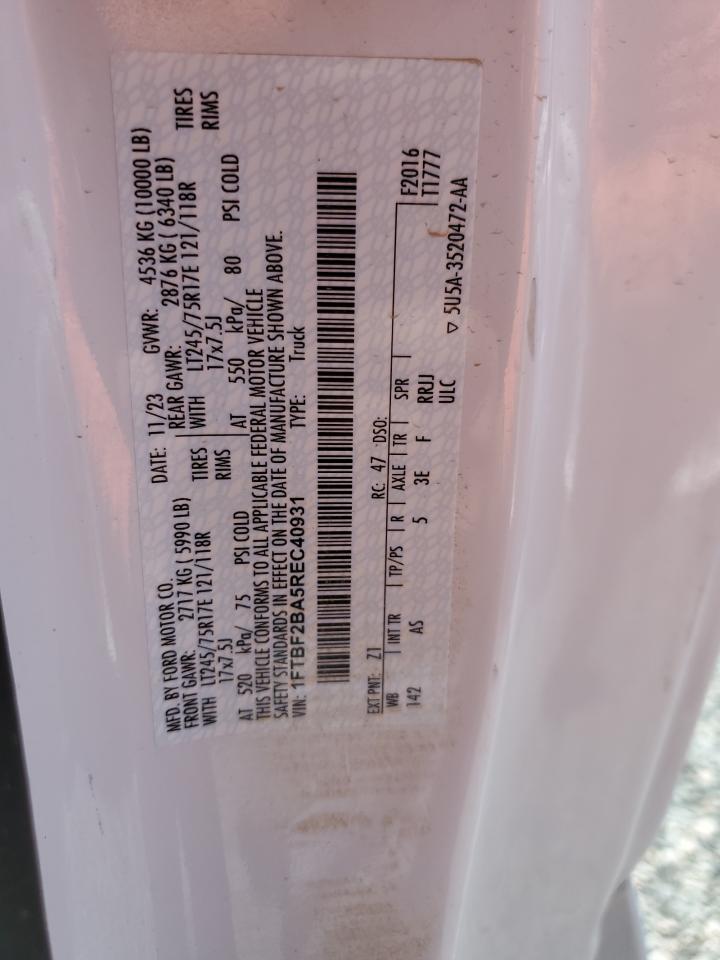 MFD. BY FORD MOTOR CO.
DATE: 11/23 GVWR: 4536 KG (10000 LB)
FRONT GAWR: 2717 KG ( 5990 LB) REAR GAWR: 2876 KG ( 6340 LB)
WITH LT245/75R17E 121/118R TIRES WITH LT245/75R17E 121/118R TIRES
17x7.5J RIMS 17x7.5J RIMS
AT 520 kPa/ 75 PSI COLD AT 550 kPa/ 80 PSI COLD
THIS VEHICLE CONFORMS TO ALL APPLICABLE FEDERAL MOTOR VEHICLE
SAFETY STANDARDS IN EFFECT ON THE DATE OF MANUFACTURE SHOWN ABOVE.
VIN: 1FTBF2BA5REC40931 TYPE: Truck
EXT PNT: Z1 RC: 47 DSO:
WB INT TR TP/PS R AXLE TR SPR F2016
142 AS 5 3E F RRJJ T1777
ULC
▽ 5U5A-3520472-AA